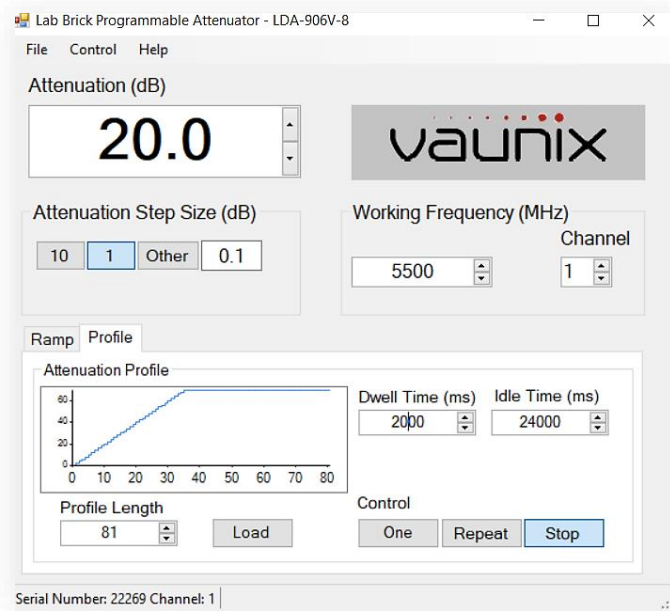 Lab Brick Programmable Attenuator - LDA-906V-8
File Control Help
Attenuation (dB)
20.0
vaunix
Attenuation Step Size (dB)
10 1 Other 0.1
Working Frequency (MHz)
Channel
5500 1
Ramp Profile
Attenuation Profile
60
40
20
0
0 10 20 30 40 50 60 70 80
Dwell Time (ms) Idle Time (ms)
2000 24000
Profile Length
81 Load
Control
One Repeat Stop
Serial Number: 22269 Channel: 1